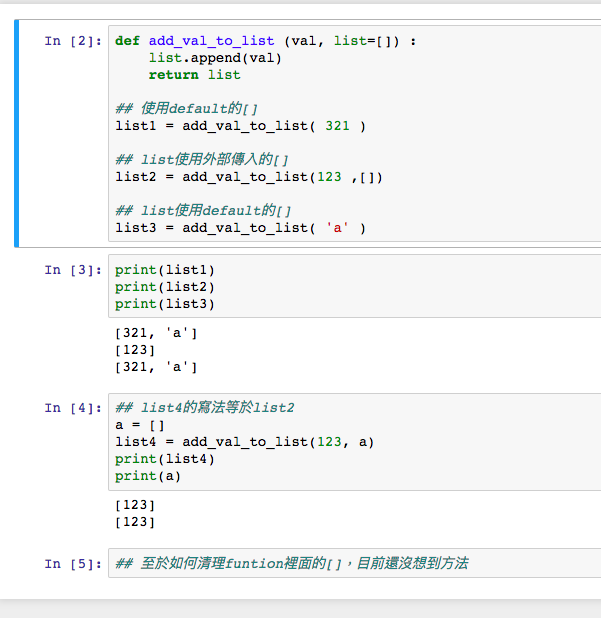 In [2]: def add_val_to_list (val, list=[]) :
    list.append(val)
    return list
## 使用default的[]
list1 = add_val_to_list( 321 )
## list使用外部傳入的[]
list2 = add_val_to_list(123 ,[])
## list使用default的[]
list3 = add_val_to_list( 'a' )
In [3]: print(list1)
print(list2)
print(list3)
[321, 'a']
[123]
[321, 'a']
In [4]: ## list4的寫法等於list2
a = []
list4 = add_val_to_list(123, a)
print(list4)
print(a)
[123]
[123]
In [5]: ## 至於如何清理funtion裡面的[]，目前還沒想到方法